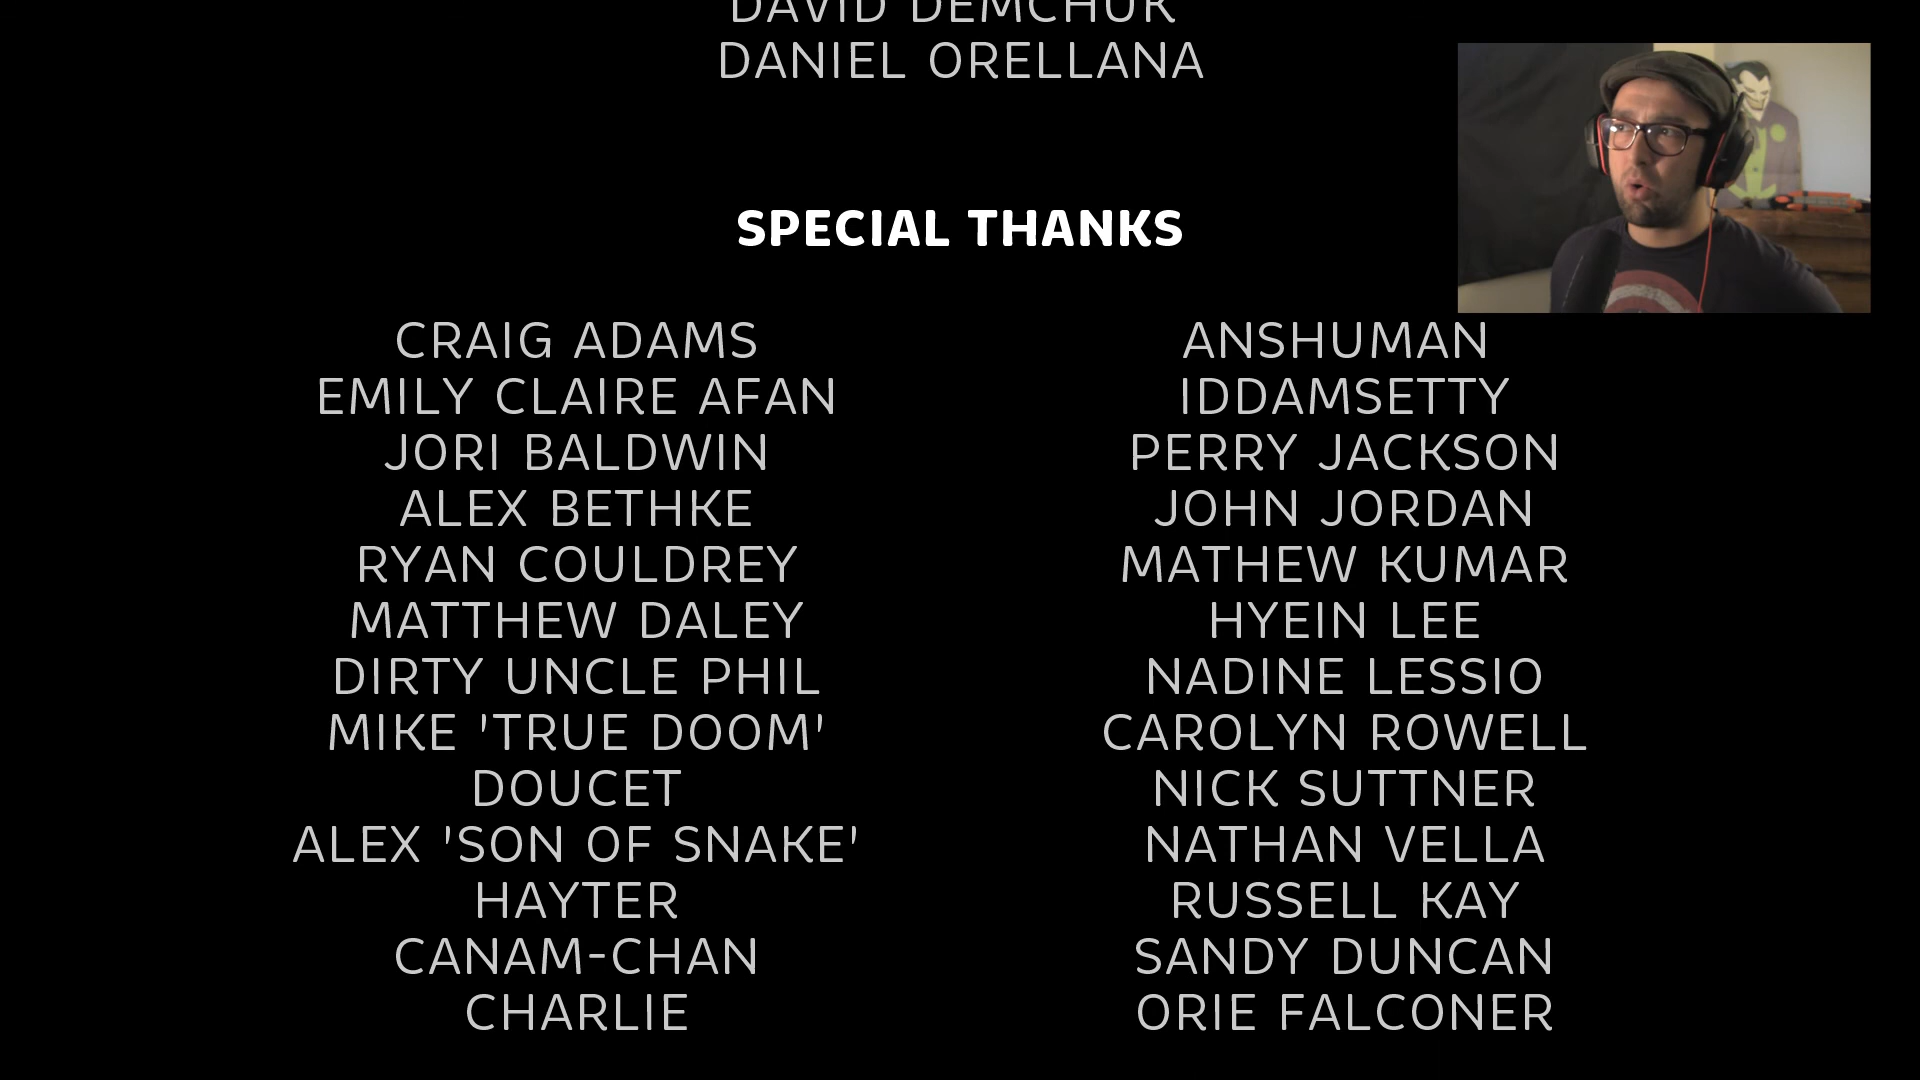 DAVID DEMCHUK
DANIEL ORELLANA
SPECIAL THANKS
CRAIG ADAMS
EMILY CLAIRE AFAN
JORI BALDWIN
ALEX BETHKE
RYAN COULDREY
MATTHEW DALEY
DIRTY UNCLE PHIL
MIKE 'TRUE DOOM'
DOUCET
ALEX 'SON OF SNAKE'
HAYTER
CANAM-CHAN
CHARLIE
ANSHUMAN
IDDAMSETTY
PERRY JACKSON
JOHN JORDAN
MATHEW KUMAR
HYEIN LEE
NADINE LESSIO
CAROLYN ROWELL
NICK SUTTNER
NATHAN VELLA
RUSSELL KAY
SANDY DUNCAN
ORIE FALCONER